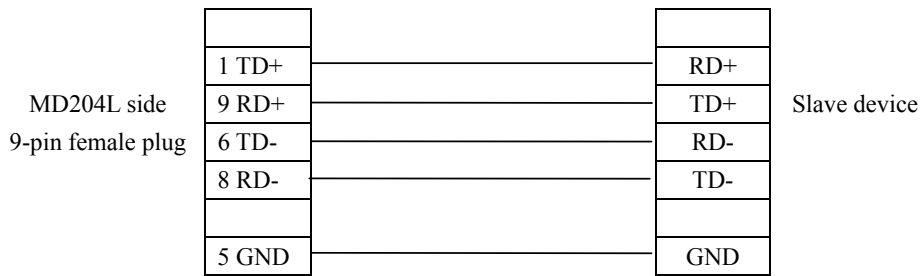 1 TD+ RD+
MD204L side 9 RD+ TD+ Slave device
9-pin female plug 6 TD- RD-
8 RD- TD-
5 GND GND